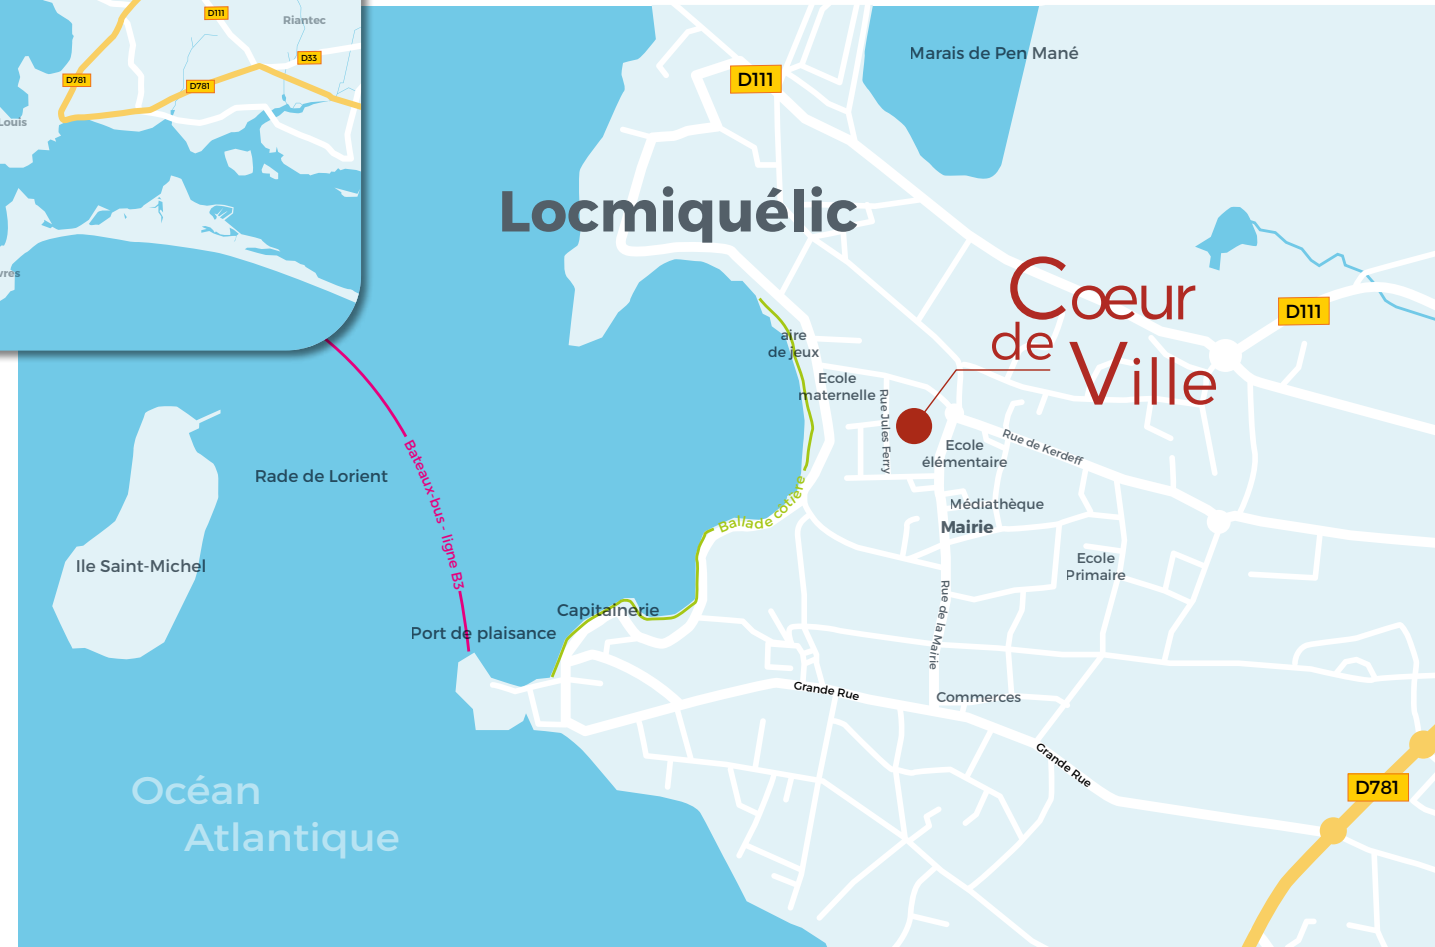 D111
Riantec
D33
D781
D781
Louis
Marais de Pen Mané
D111
Locmiquélic
Cœur
de
Ville
D111
aire
de jeux
Ecole
maternelle
Rue Jules Ferry
Rue de Kerdeff
Ecole
élémentaire
Rade de Lorient
Bateaux-bus - ligne B3
Ballade côtière
Médiathèque
Mairie
Ile Saint-Michel
Ecole
Primaire
Capitainerie
Port de plaisance
Rue de la Mairie
Grande Rue
Commerces
Grande Rue
Océan
Atlantique
D781